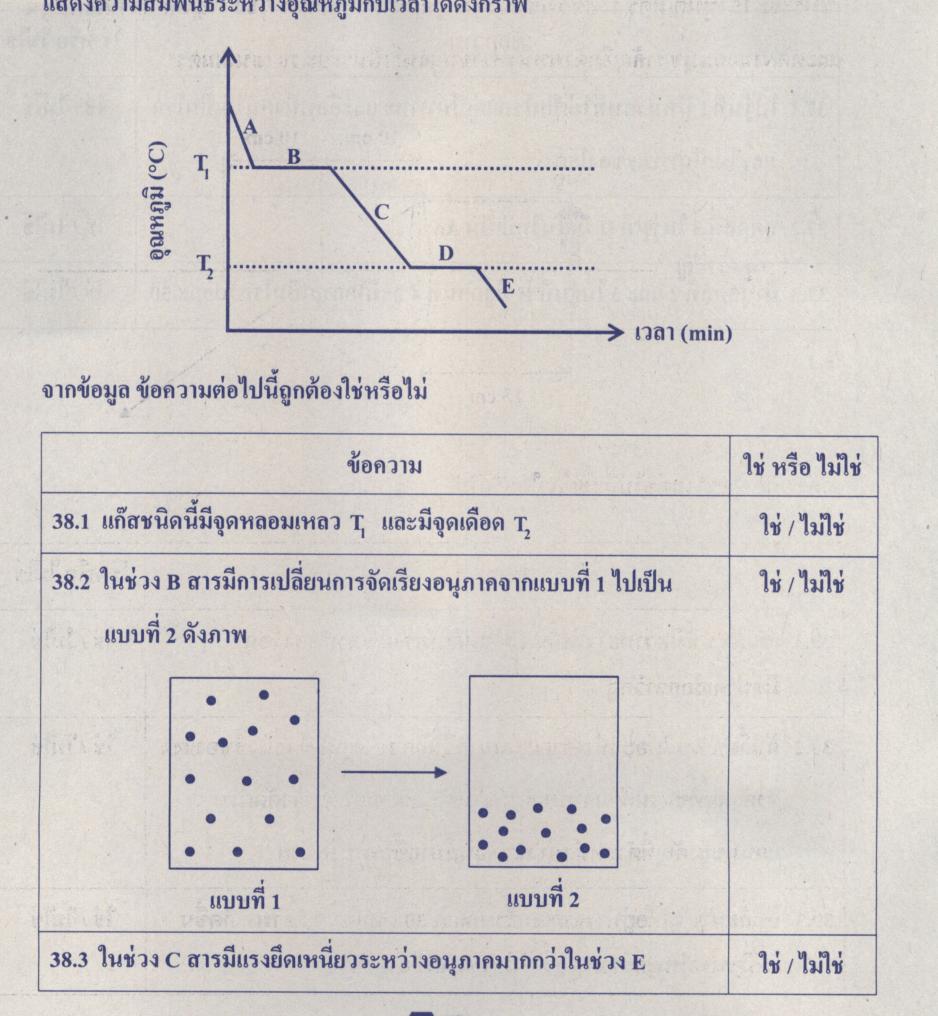 แสดงความสัมพันธ์ระหว่างอุณหภูมิกับเวลาได้ดังกราฟ
อุณหภูมิ (°C)
A
T1
B
C
T2
D
E
เวลา (min)
จากข้อมูล ข้อความต่อไปนี้ถูกต้องใช่หรือไม่
ข้อความ
ใช่ หรือ ไม่ใช่
38.1 แก๊สชนิดนี้มีจุดหลอมเหลว T1 และมีจุดเดือด T2
ใช่ / ไม่ใช่
38.2 ในช่วง B สารมีการเปลี่ยนการจัดเรียงอนุภาคจากแบบที่ 1 ไปเป็น
ใช่ / ไม่ใช่
แบบที่ 2 ดังภาพ
แบบที่ 1
แบบที่ 2
38.3 ในช่วง C สารมีแรงยึดเหนี่ยวระหว่างอนุภาคมากกว่าในช่วง E
ใช่ / ไม่ใช่